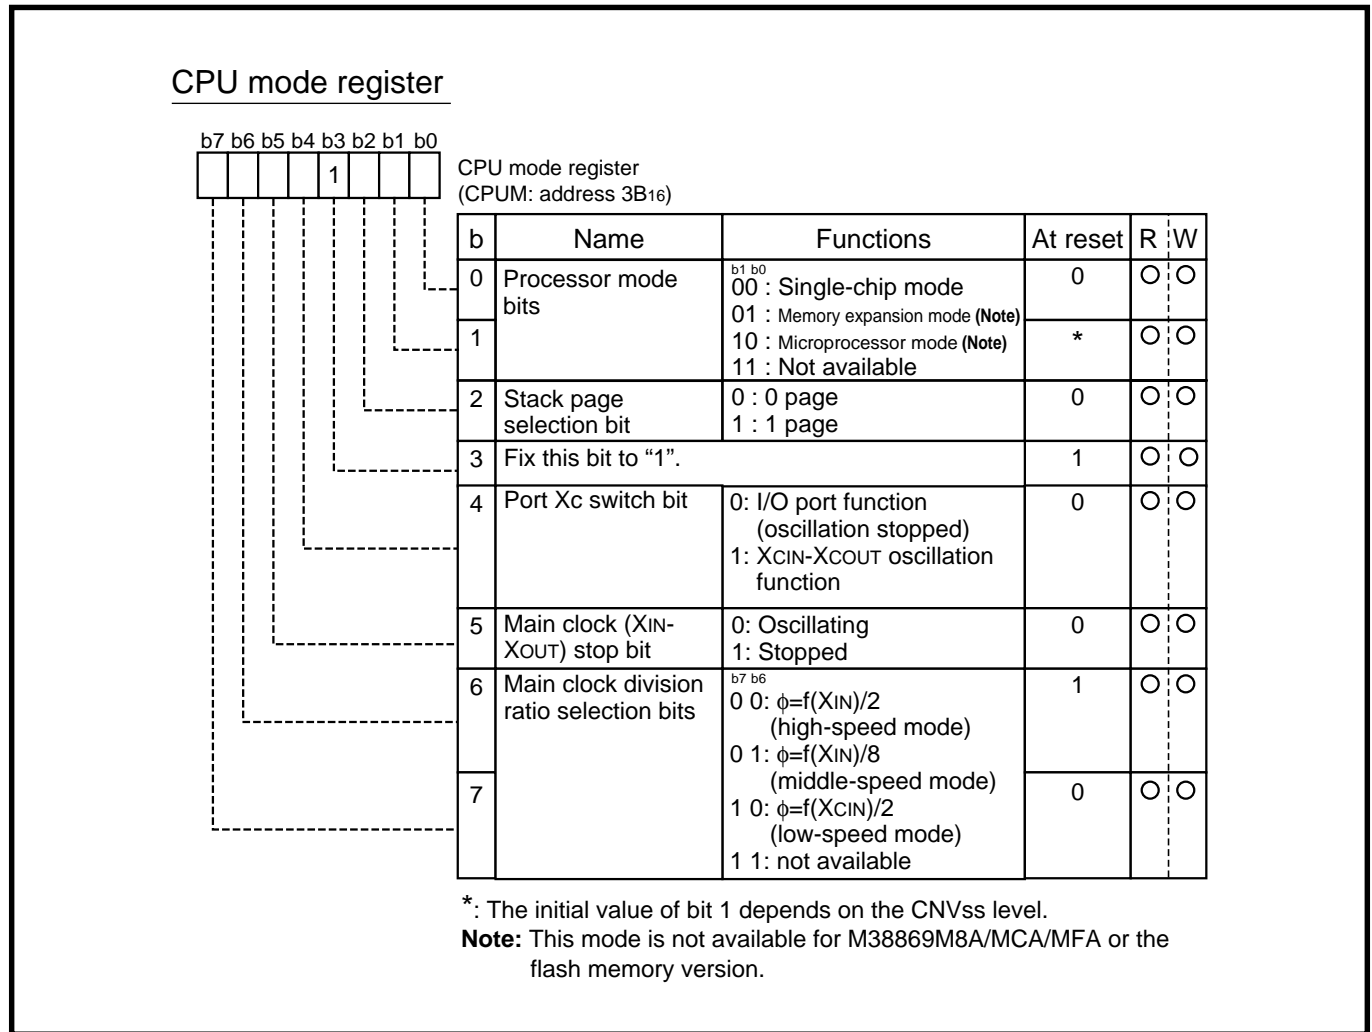 CPU mode register
b7 b6 b5 b4 b3 b2 b1 b0
1
CPU mode register
(CPUM: address 3B16)
b Name Functions At reset R W
0 Processor mode bits
b1 b0
00 : Single-chip mode
01 : Memory expansion mode (Note)
10 : Microprocessor mode (Note)
11 : Not available
0
1
*
2 Stack page selection bit
0 : 0 page
1 : 1 page
0
3 Fix this bit to “1”.
1
4 Port Xc switch bit
0: I/O port function
(oscillation stopped)
1: XCIN-XCOUT oscillation
function
0
5 Main clock (XIN-
XOUT) stop bit
0: Oscillating
1: Stopped
0
6 Main clock division
ratio selection bits
b7 b6
0 0: ϕ=f(XIN)/2
(high-speed mode)
0 1: ϕ=f(XIN)/8
(middle-speed mode)
1 0: ϕ=f(XCIN)/2
(low-speed mode)
1 1: not available
1
7
0
*: The initial value of bit 1 depends on the CNVss level.
Note: This mode is not available for M38869M8A/MCA/MFA or the
flash memory version.